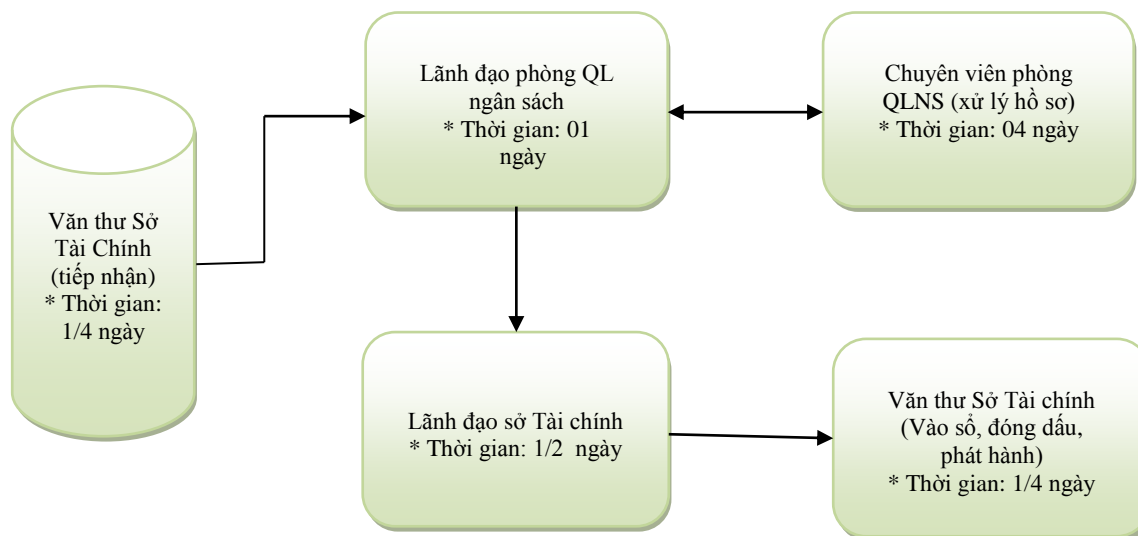 Văn thư Sở
Tài Chính
(tiếp nhận)
* Thời gian:
1/4 ngày
Lãnh đạo phòng QL
ngân sách
* Thời gian: 01
ngày
Chuyên viên phòng
QLNS (xử lý hồ sơ)
* Thời gian: 04 ngày
Lãnh đạo sở Tài chính
* Thời gian: 1/2 ngày
Văn thư Sở Tài chính
(Vào sổ, đóng dấu,
phát hành)
* Thời gian: 1/4 ngày